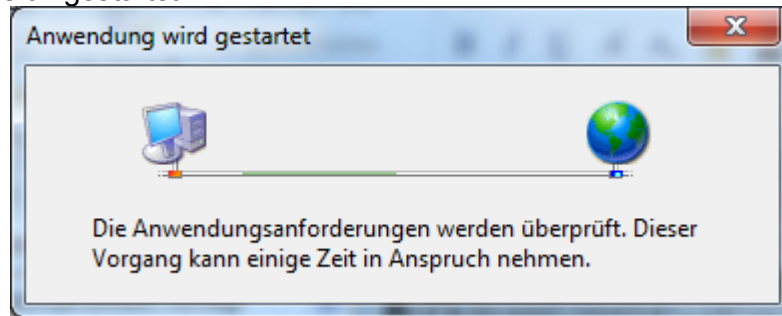 Anwendung wird gestartet
Die Anwendungsanforderungen werden überprüft. Dieser
Vorgang kann einige Zeit in Anspruch nehmen.